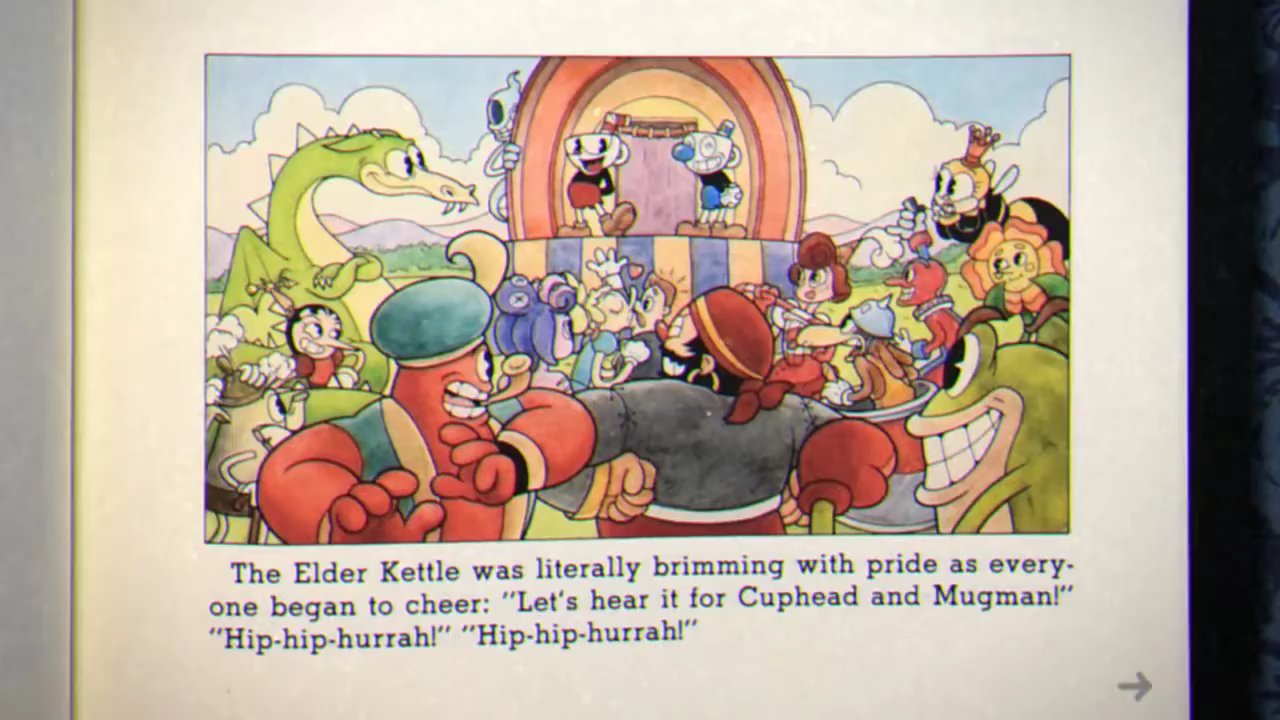 The Elder Kettle was literally brimming with pride as every-
one began to cheer: "Let's hear it for Cuphead and Mugman!"
"Hip-hip-hurrah!" "Hip-hip-hurrah!"